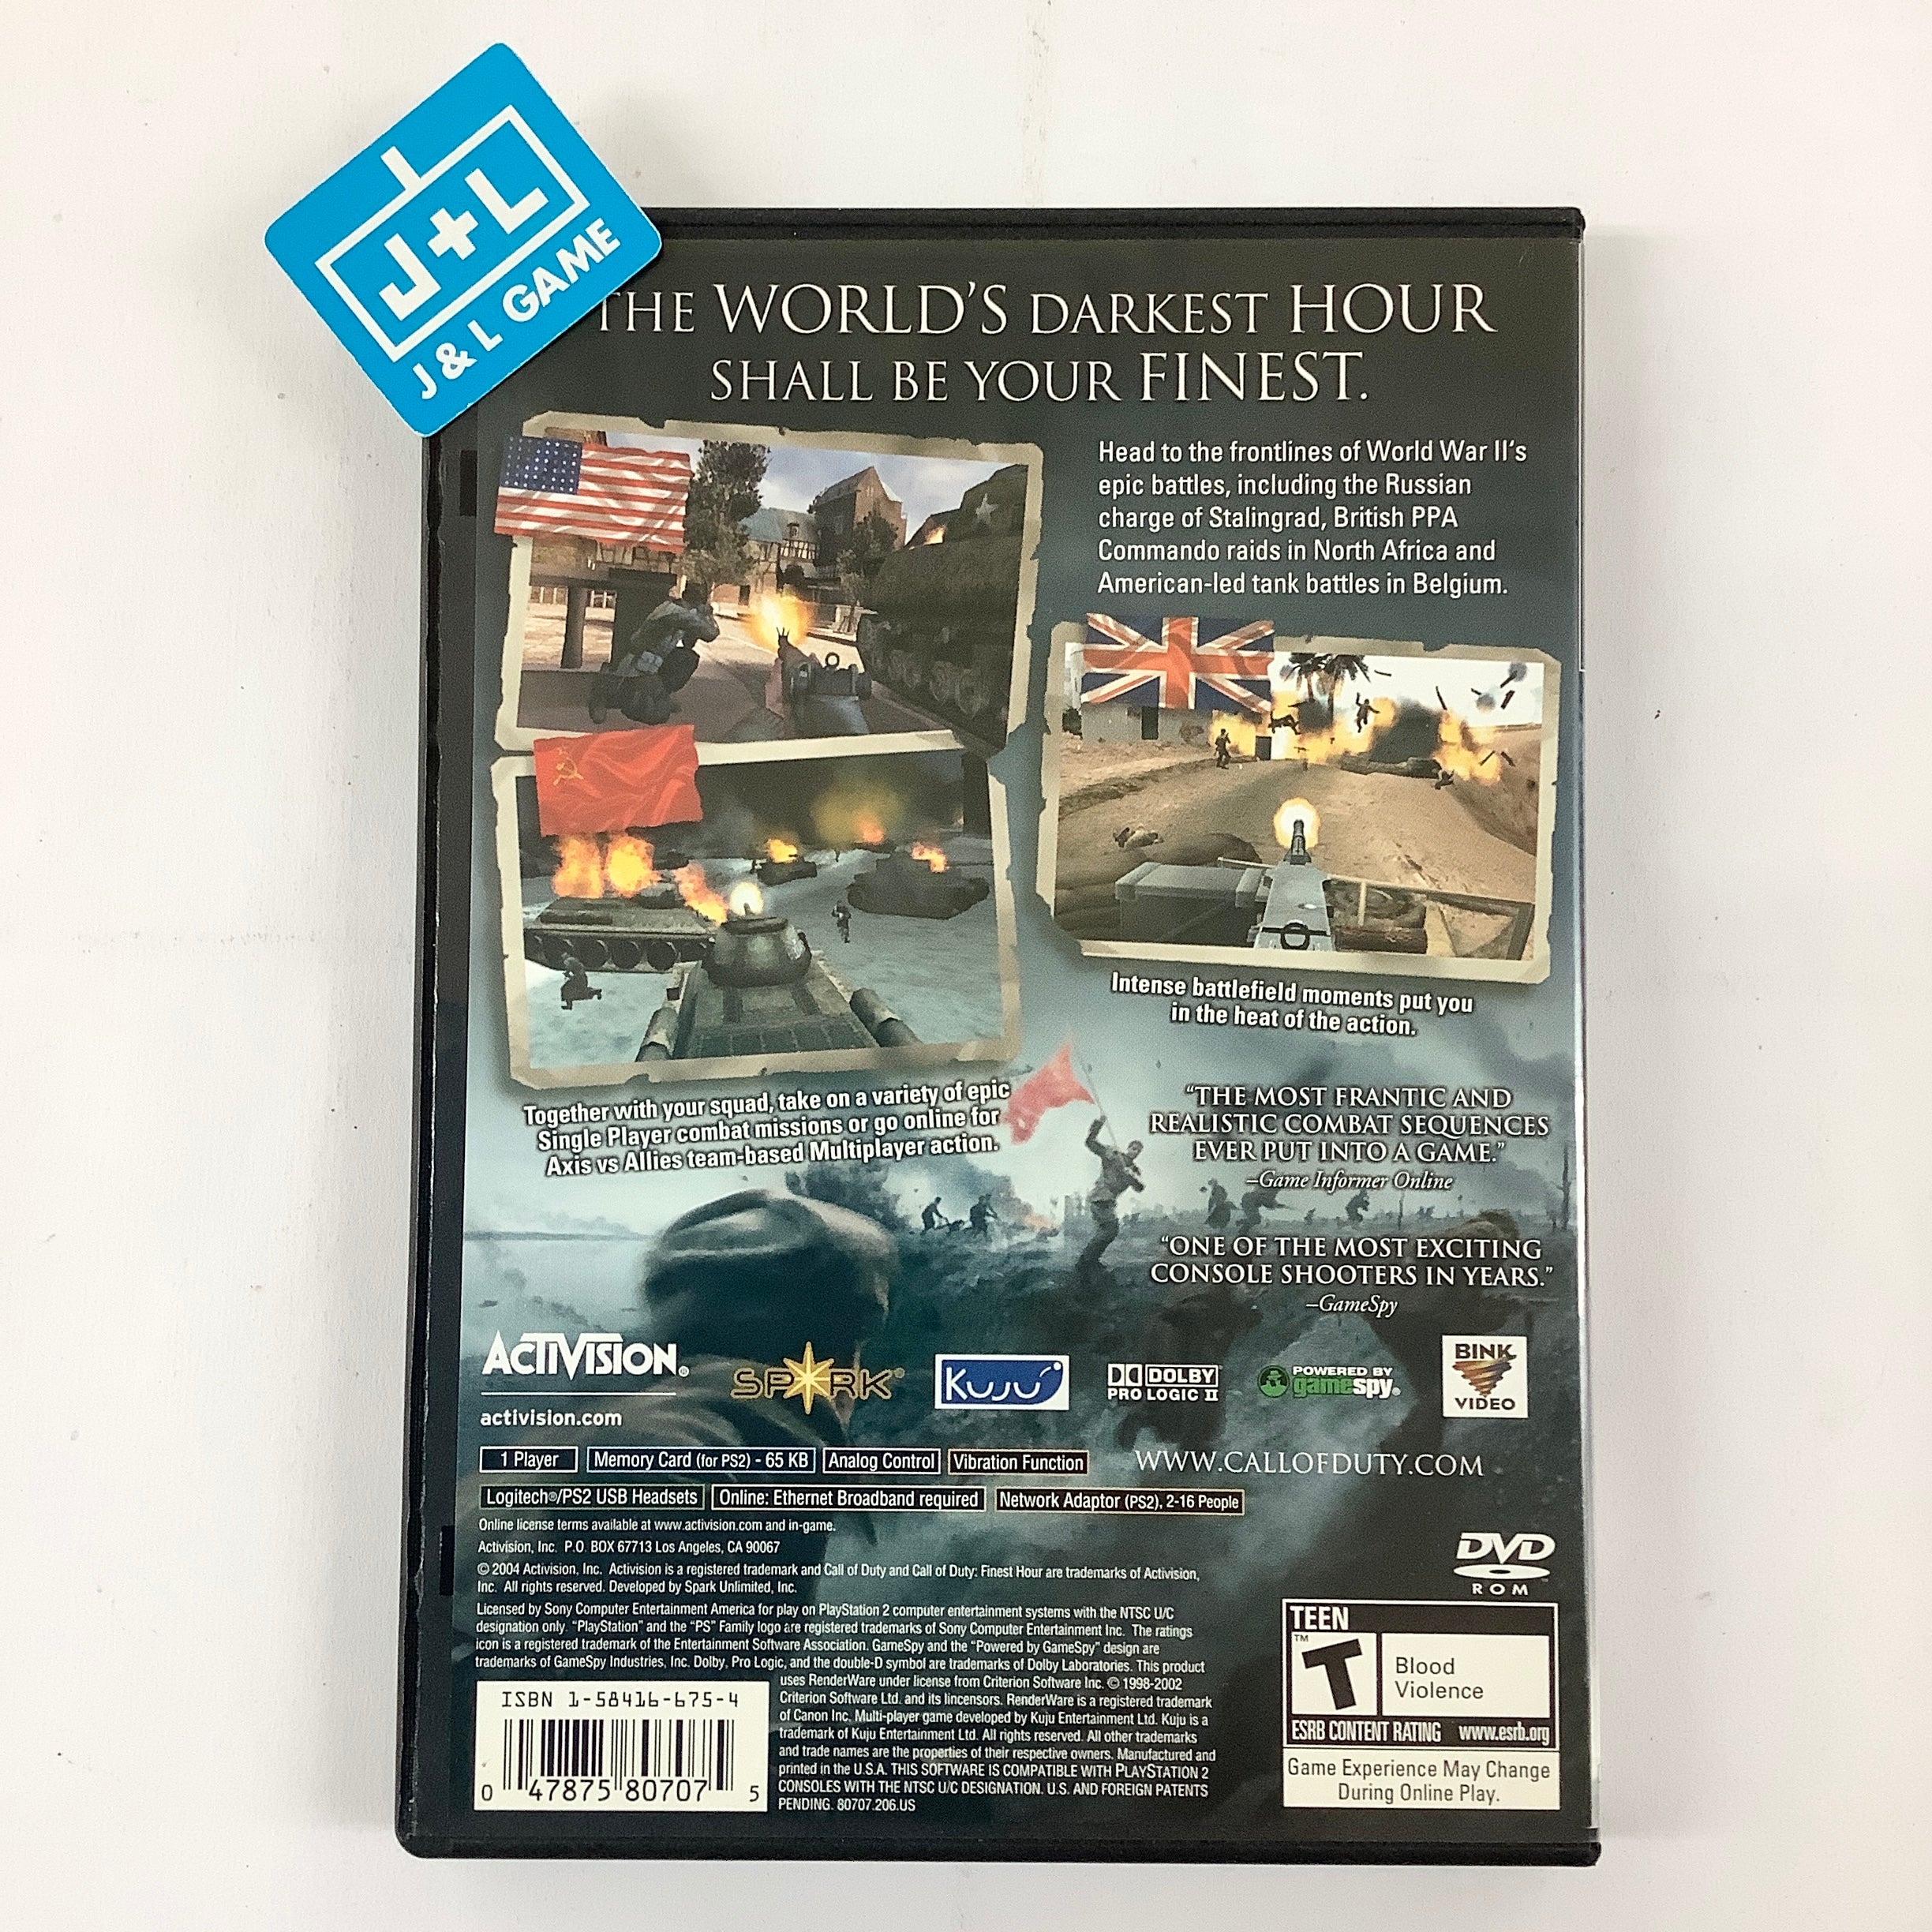 J+L
J & L GAME
THE WORLD'S DARKEST HOUR
SHALL BE YOUR FINEST.
Head to the frontlines of World War II's
epic battles, including the Russian
charge of Stalingrad, British PPA
Commando raids in North Africa and
American-led tank battles in Belgium.
Intense battlefield moments put you
in the heat of the action.
Together with your squad, take on a variety of epic
Single Player combat missions or go online for
Axis vs Allies team-based Multiplayer action.
"THE MOST FRANTIC AND
REALISTIC COMBAT SEQUENCES
EVER PUT INTO A GAME."
–Game Informer Online
"ONE OF THE MOST EXCITING
CONSOLE SHOOTERS IN YEARS."
–GameSpy
ACTIVISION®
activision.com
SPARK®
KUJU
DOLBY
PRO LOGIC II
POWERED BY
gamespy®
BINK
VIDEO
1 Player
Memory Card (for PS2) - 65 KB
Analog Control
Vibration Function
WWW.CALLOFDUTY.COM
Logitech®/PS2 USB Headsets
Online: Ethernet Broadband required
Network Adaptor (PS2), 2-16 People
Online license terms available at www.activision.com and in-game.
Activision, Inc. P.O. BOX 67713 Los Angeles, CA 90067
© 2004 Activision, Inc. Activision is a registered trademark and Call of Duty and Call of Duty: Finest Hour are trademarks of Activision,
Inc. All rights reserved. Developed by Spark Unlimited, Inc.
Licensed by Sony Computer Entertainment America for play on PlayStation 2 computer entertainment systems with the NTSC U/C
designation only. "PlayStation" and the "PS" Family logo are registered trademarks of Sony Computer Entertainment Inc. The ratings
icon is a registered trademark of the Entertainment Software Association. GameSpy and the "Powered by GameSpy" design are
trademarks of GameSpy Industries, Inc. Dolby, Pro Logic, and the double-D symbol are trademarks of Dolby Laboratories. This product
uses RenderWare under license from Criterion Software Inc. © 1998-2002
Criterion Software Ltd. and its lincensors. RenderWare is a registered trademark
of Canon Inc. Multi-player game developed by Kuju Entertainment Ltd. Kuju is a
trademark of Kuju Entertainment Ltd. All rights reserved. All other trademarks
and trade names are the properties of their respective owners. Manufactured and
printed in the U.S.A. THIS SOFTWARE IS COMPATIBLE WITH PLAYSTATION 2
CONSOLES WITH THE NTSC U/C DESIGNATION. U.S. AND FOREIGN PATENTS
PENDING. 80707.206.US
ISBN 1-58416-675-4
0 47875 80707 5
DVD
ROM
TEEN
T
™
Blood
Violence
ESRB CONTENT RATING www.esrb.org
Game Experience May Change
During Online Play.